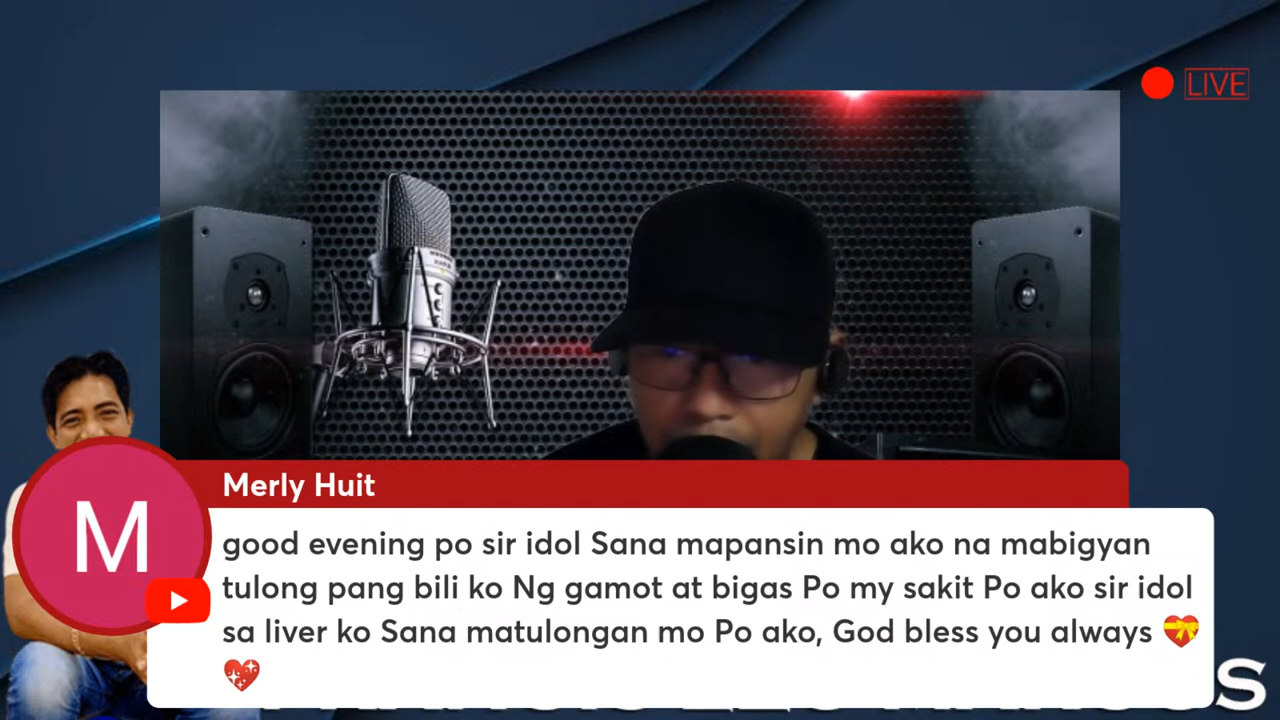 LIVE
Merly Huit
M
good evening po sir idol Sana mapansin mo ako na mabigyan
tulong pang bili ko Ng gamot at bigas Po my sakit Po ako sir idol
sa liver ko Sana matulongan mo Po ako, God bless you always 💝
💖